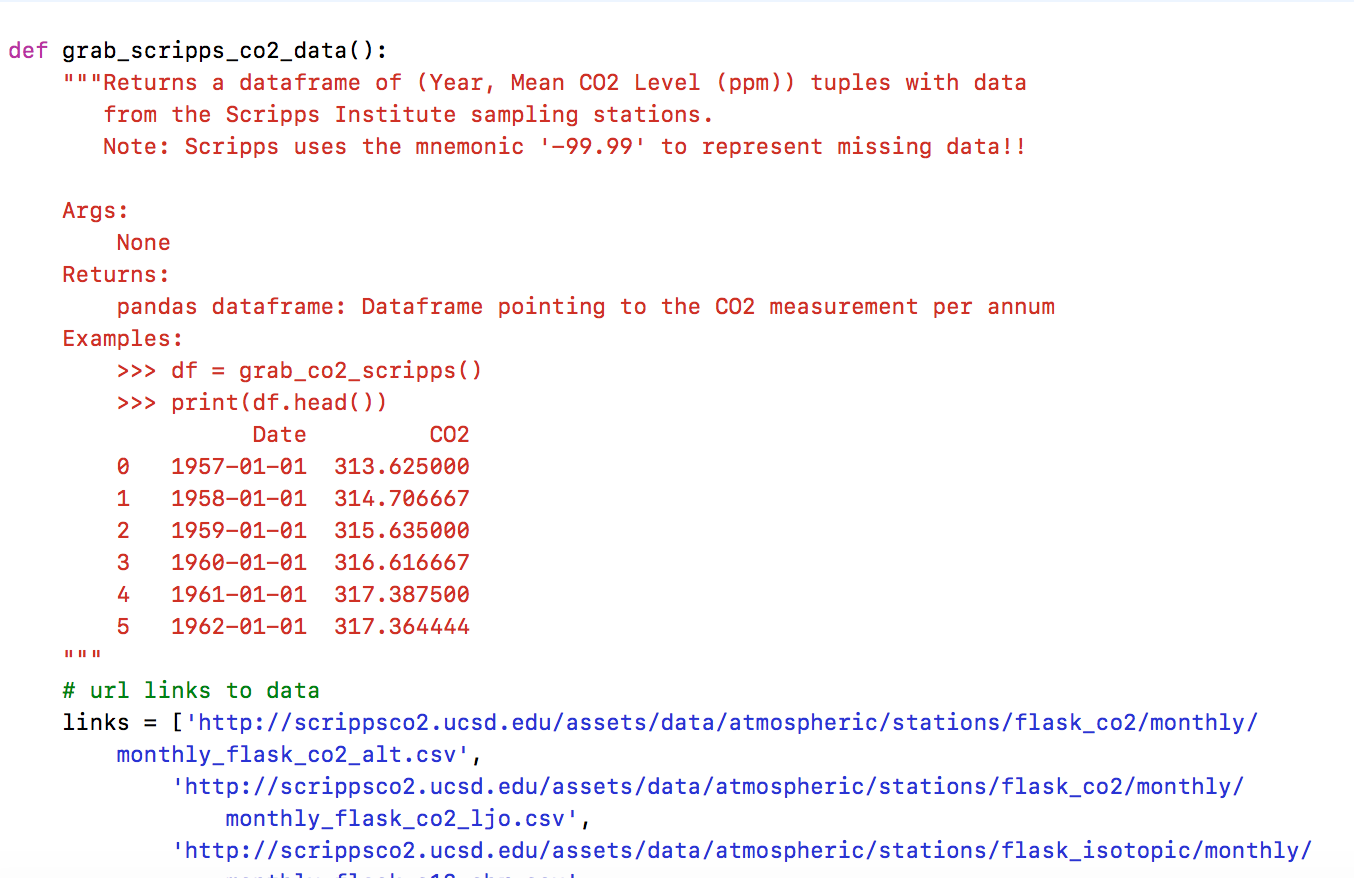 def grab_scripps_co2_data():
    """Returns a dataframe of (Year, Mean CO2 Level (ppm)) tuples with data
       from the Scripps Institute sampling stations.
       Note: Scripps uses the mnemonic '-99.99' to represent missing data!!

    Args:
        None
    Returns:
        pandas dataframe: Dataframe pointing to the CO2 measurement per annum
    Examples:
        >>> df = grab_co2_scripps()
        >>> print(df.head())
                  Date         CO2
        0   1957-01-01  313.625000
        1   1958-01-01  314.706667
        2   1959-01-01  315.635000
        3   1960-01-01  316.616667
        4   1961-01-01  317.387500
        5   1962-01-01  317.364444
    """
    # url links to data
    links = ['http://scrippsco2.ucsd.edu/assets/data/atmospheric/stations/flask_co2/monthly/
        monthly_flask_co2_alt.csv',
            'http://scrippsco2.ucsd.edu/assets/data/atmospheric/stations/flask_co2/monthly/
                monthly_flask_co2_ljo.csv',
            'http://scrippsco2.ucsd.edu/assets/data/atmospheric/stations/flask_isotopic/monthly/